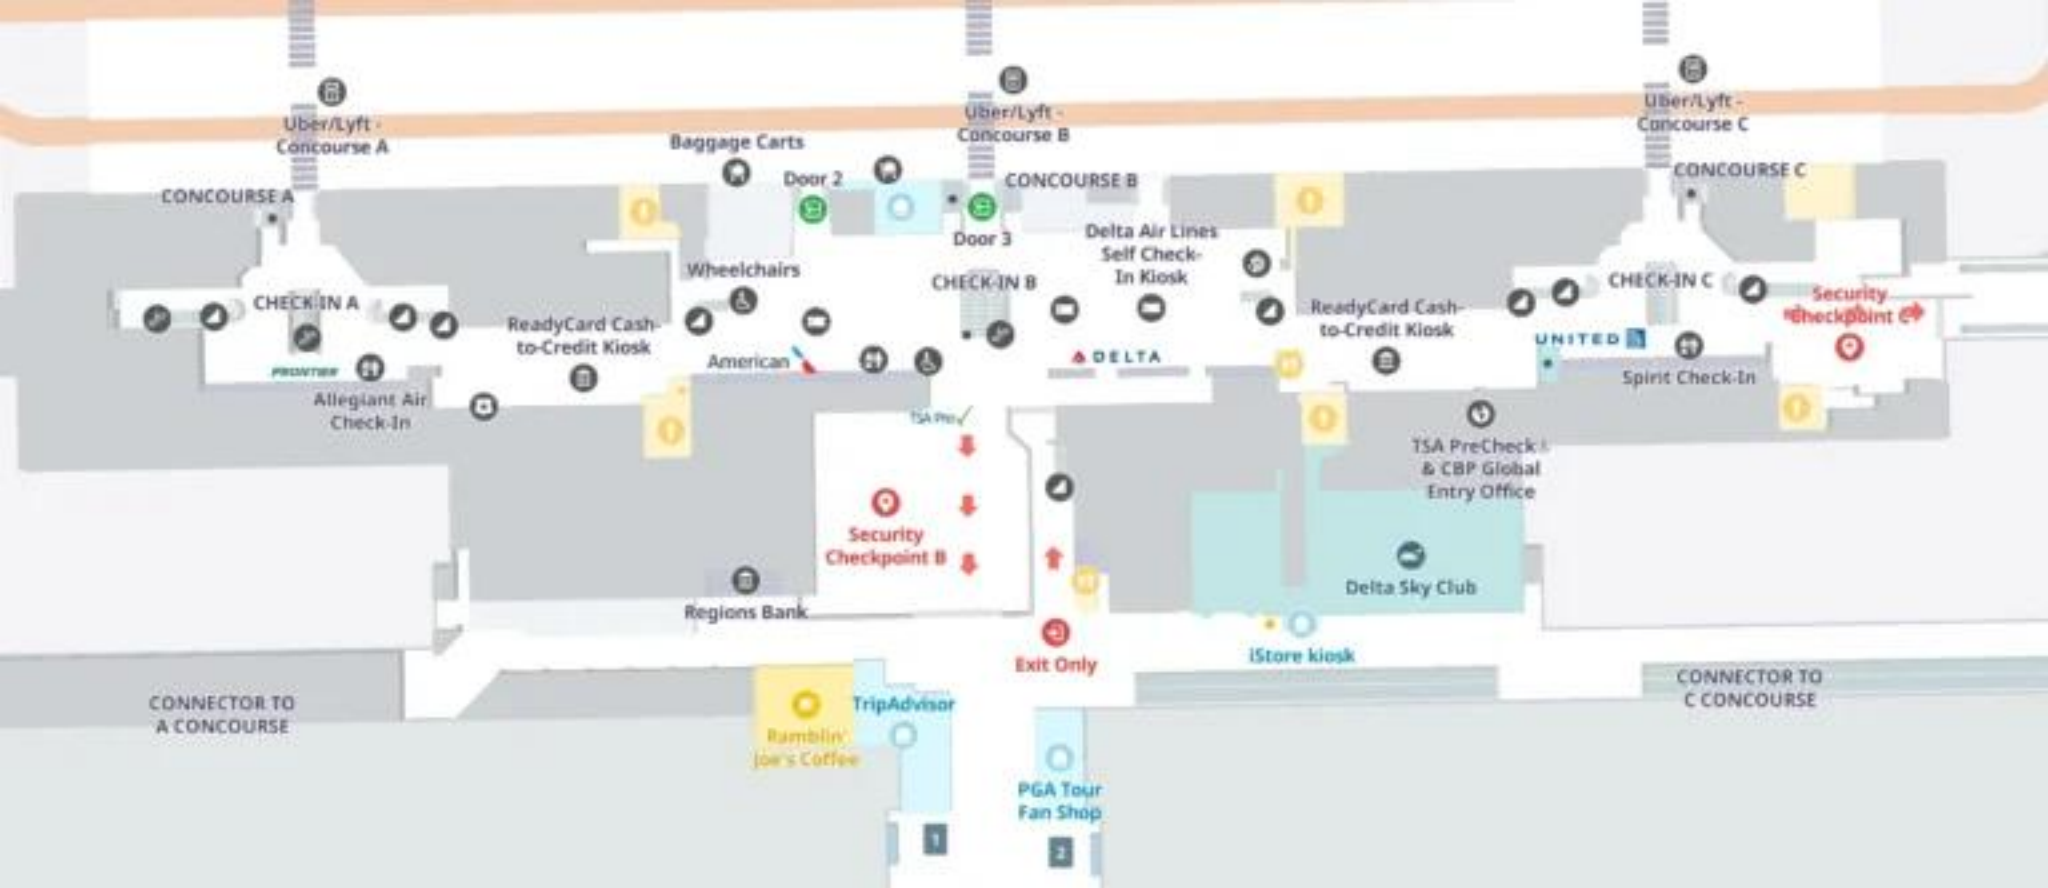 Uber/Lyft -
Concourse A
Uber/Lyft -
Concourse B
Uber/Lyft -
Concourse C
Baggage Carts
Door 2
CONCOURSE A
CONCOURSE B
CONCOURSE C
Door 3
Delta Air Lines
Self Check-
In Kiosk
Wheelchairs
CHECK-IN A
CHECK-IN B
CHECK-IN C
Security
Checkpoint C
ReadyCard Cash-
to-Credit Kiosk
ReadyCard Cash-
to-Credit Kiosk
American
DELTA
UNITED
FRONTIER
Spirit Check-In
Allegiant Air
Check-In
TSA Pre✓
TSA PreCheck
& CBP Global
Entry Office
Security
Checkpoint B
Delta Sky Club
Regions Bank
Exit Only
iStore kiosk
CONNECTOR TO
A CONCOURSE
CONNECTOR TO
C CONCOURSE
TripAdvisor
Ramblin'
Joe's Coffee
PGA Tour
Fan Shop
1
2